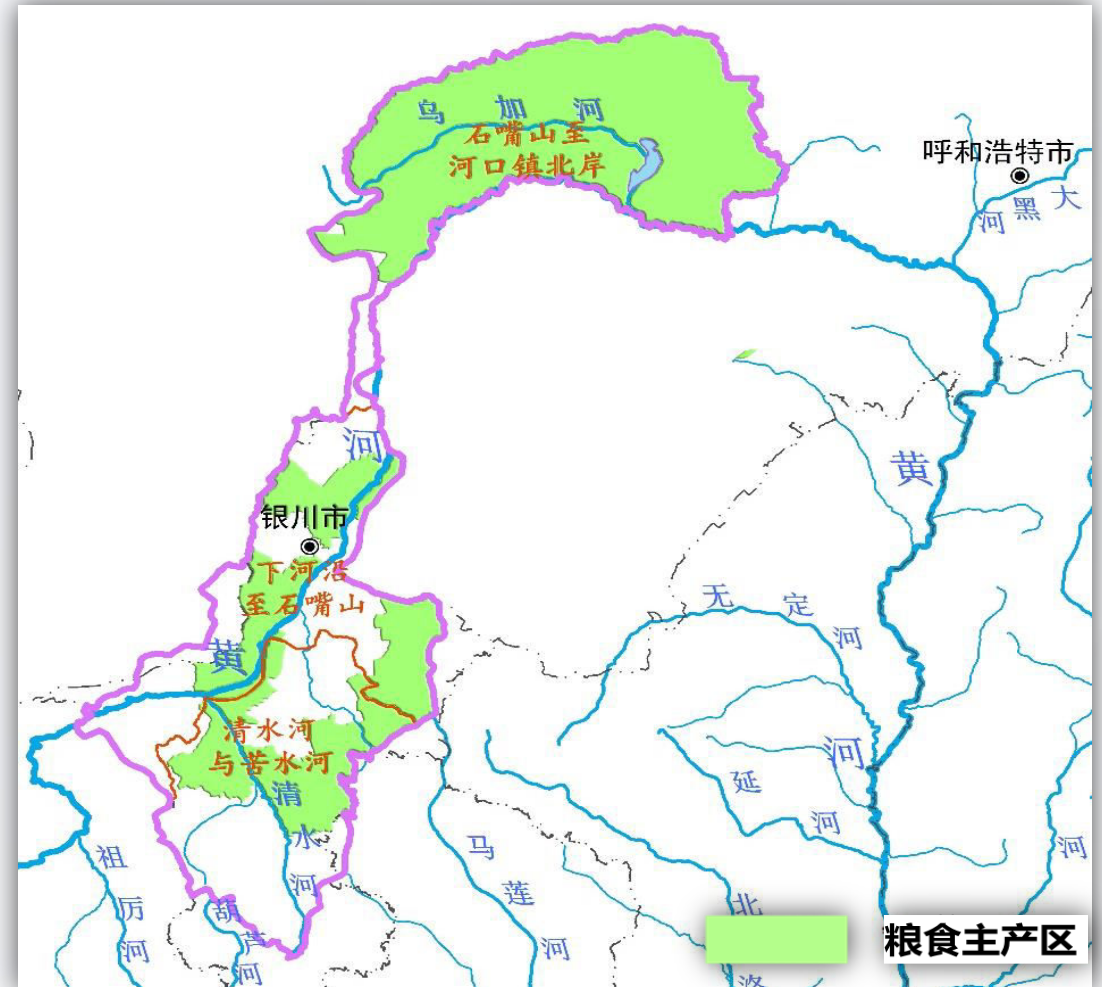 乌加河
石嘴山至
河口镇北岸
呼和浩特市
大黑河
河
黄
银川市
下河沿
至石嘴山
无定河
黄
清水河
与苦水河
河
清水河
延河
祖厉河
葫芦河
马莲河
河
北洛
粮食主产区